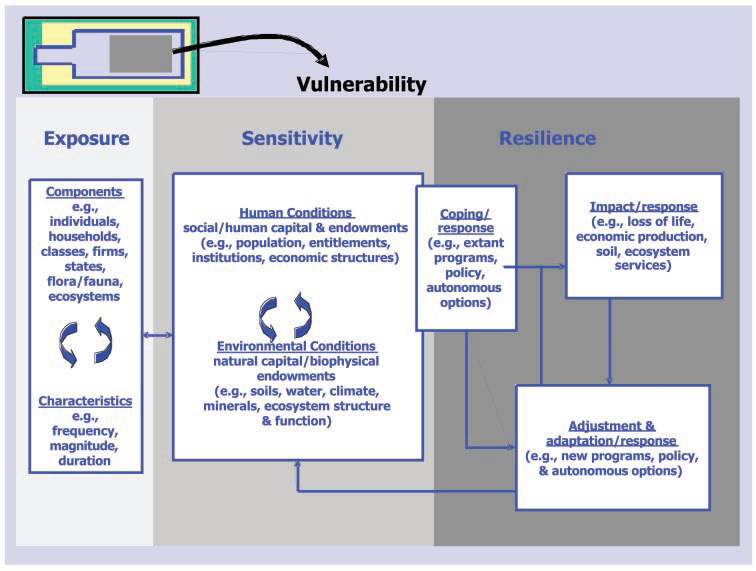 Vulnerability
Exposure
Sensitivity
Resilience
Components
e.g.,
individuals,
households,
classes, firms,
states,
flora/fauna,
ecosystems
Characteristics
e.g.,
frequency,
magnitude,
duration
Human Conditions
social/human capital & endowments
(e.g., population, entitlements,
institutions, economic structures)
Environmental Conditions
natural capital/biophysical
endowments
(e.g., soils, water, climate,
minerals, ecosystem structure
& function)
Coping/
response
(e.g., extant
programs,
policy,
autonomous
options)
Impact/response
(e.g., loss of life,
economic production,
soil, ecosystem
services)
Adjustment &
adaptation/response
(e.g., new programs, policy,
& autonomous options)